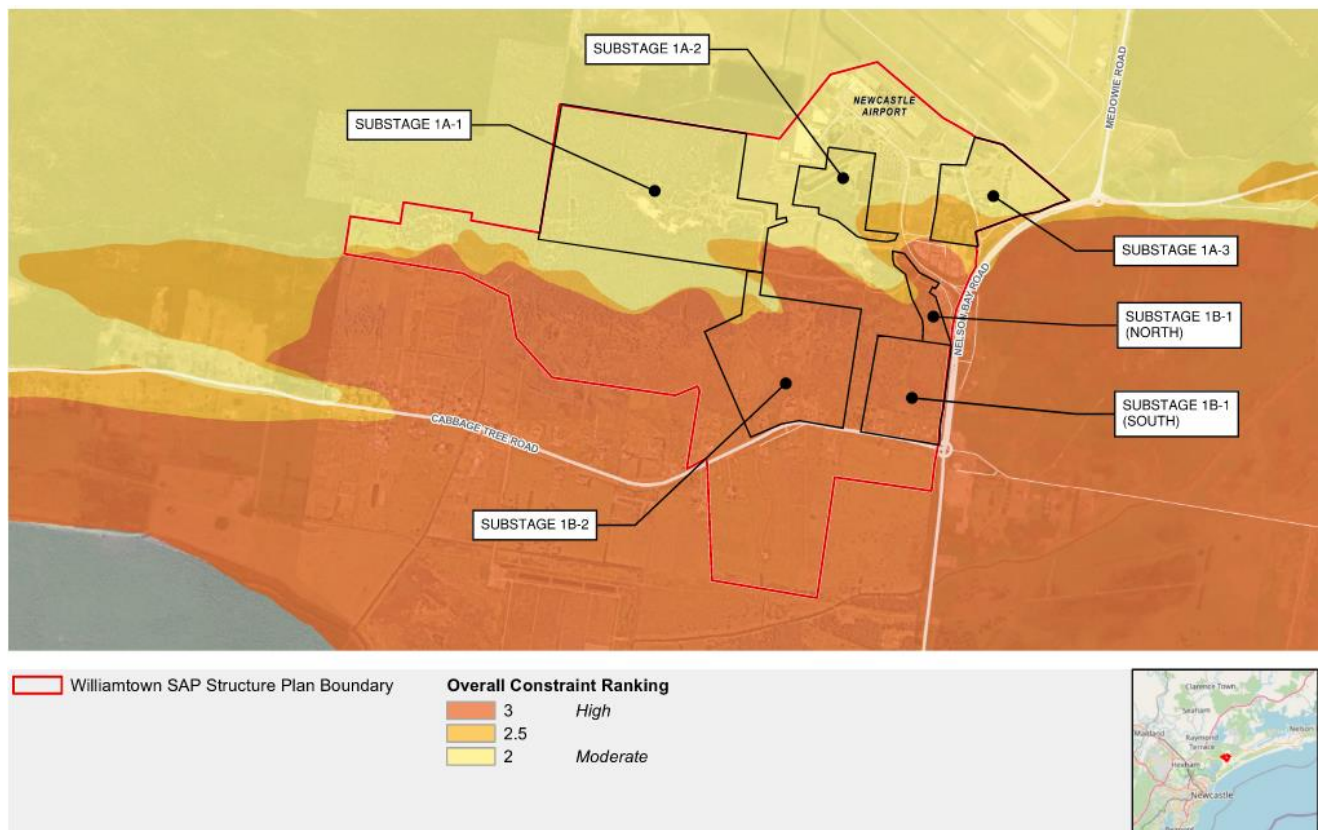 SUBSTAGE 1A-2
MEDOWIE ROAD
NEWCASTLE
AIRPORT
SUBSTAGE 1A-1
SUBSTAGE 1A-3
NELSON BAY ROAD
SUBSTAGE 1B-1
(NORTH)
SUBSTAGE 1B-1
(SOUTH)
CABBAGE TREE ROAD
SUBSTAGE 1B-2
Williamtown SAP Structure Plan Boundary
Overall Constraint Ranking
3 High
2.5
2 Moderate
Clarence Town
Seaham
Maitland
Raymond
Terrace
Nelson
Hexham
Newcastle